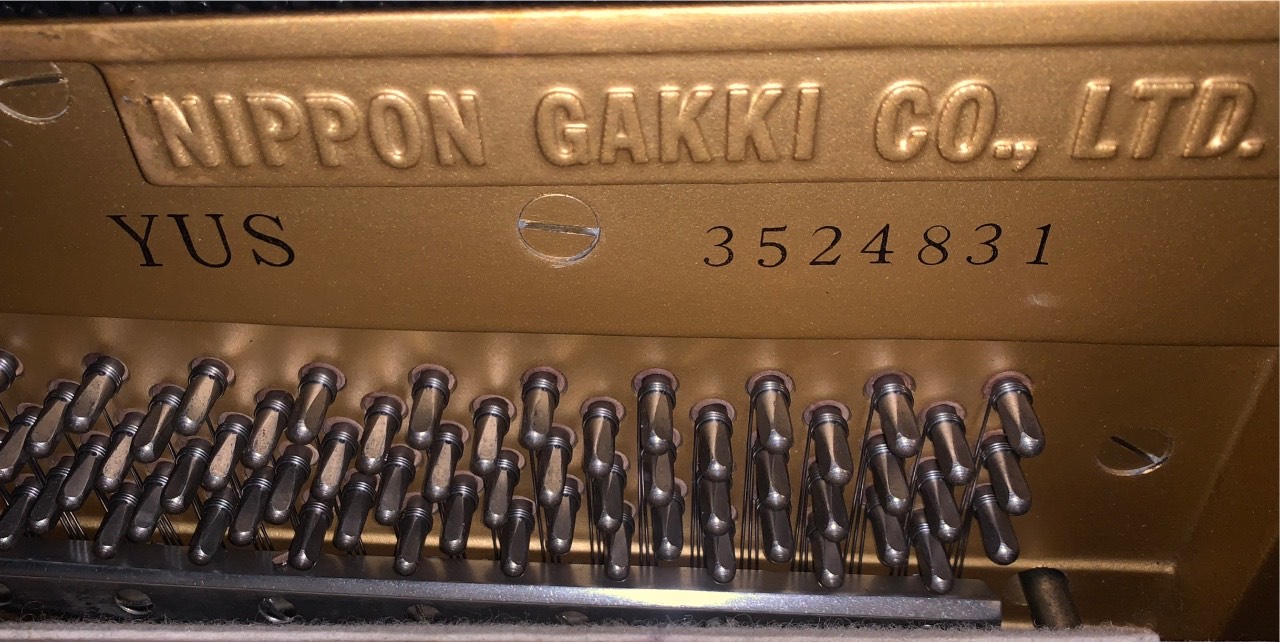 NIPPON GAKKI CO., LTD.
YUS 3524831